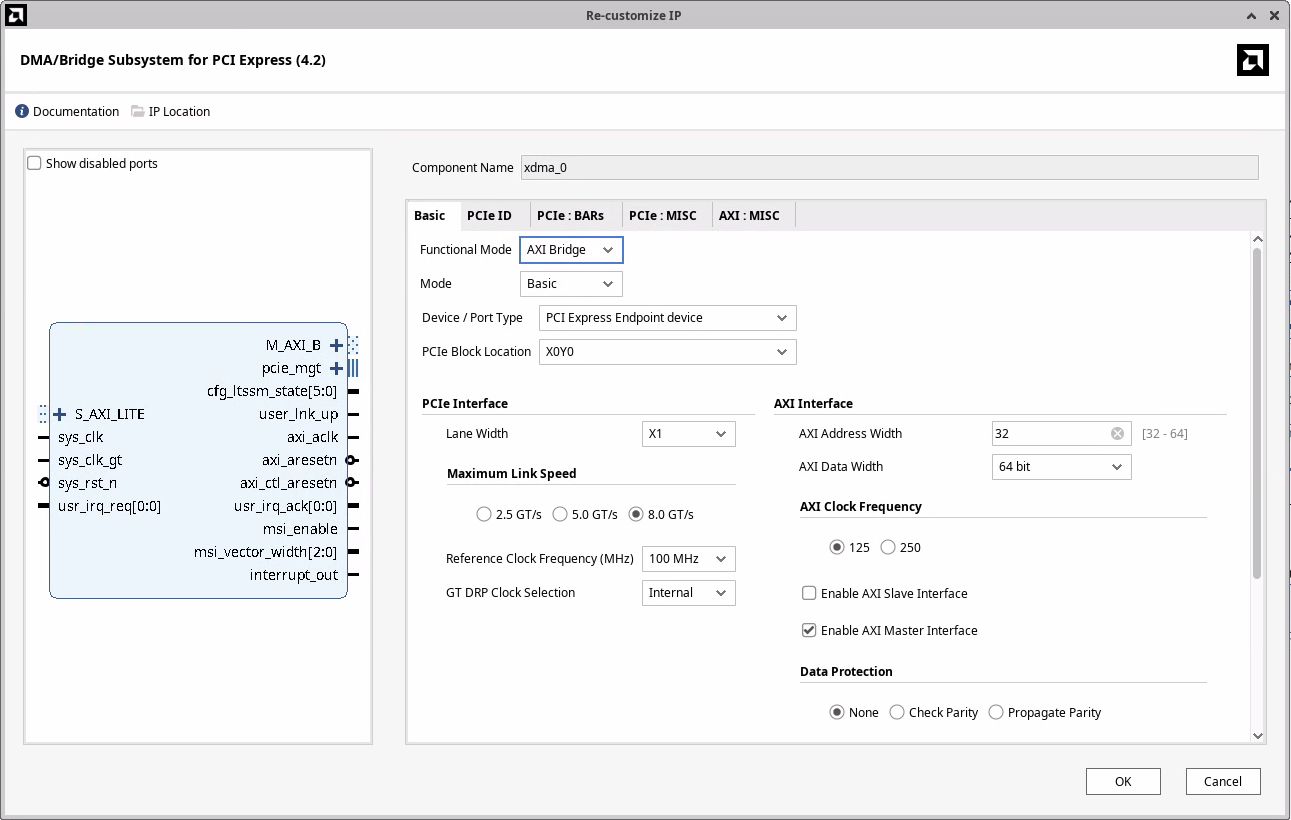 Re-customize IP
DMA/Bridge Subsystem for PCI Express (4.2)
Documentation IP Location
Show disabled ports
M_AXI_B
pcie_mgt
cfg_ltssm_state[5:0]
S_AXI_LITE user_lnk_up
sys_clk axi_aclk
sys_clk_gt axi_aresetn
sys_rst_n axi_ctl_aresetn
usr_irq_req[0:0] usr_irq_ack[0:0]
msi_enable
msi_vector_width[2:0]
interrupt_out
Component Name xdma_0
Basic PCIe ID PCIe : BARs PCIe : MISC AXI : MISC
Functional Mode AXI Bridge
Mode Basic
Device / Port Type PCI Express Endpoint device
PCIe Block Location X0Y0
PCIe Interface
Lane Width X1
Maximum Link Speed
2.5 GT/s 5.0 GT/s 8.0 GT/s
Reference Clock Frequency (MHz) 100 MHz
GT DRP Clock Selection Internal
AXI Interface
AXI Address Width 32 [32 - 64]
AXI Data Width 64 bit
AXI Clock Frequency
125 250
Enable AXI Slave Interface
Enable AXI Master Interface
Data Protection
None Check Parity Propagate Parity
OK Cancel